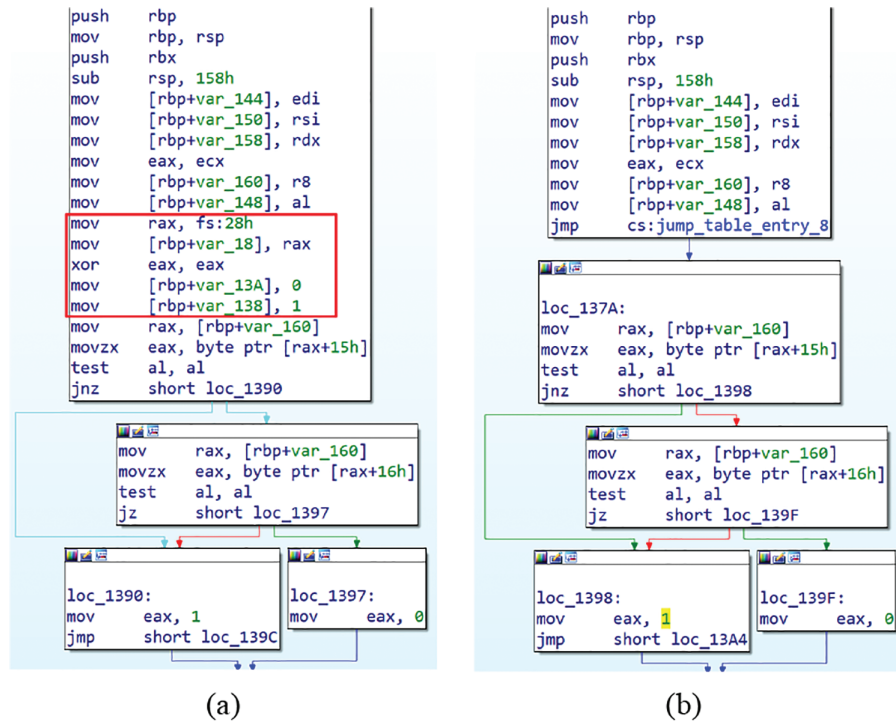 push rbp
mov rbp, rsp
push rbx
sub rsp, 158h
mov [rbp+var_144], edi
mov [rbp+var_150], rsi
mov [rbp+var_158], rdx
mov eax, ecx
mov [rbp+var_160], r8
mov [rbp+var_148], al
mov rax, fs:28h
mov [rbp+var_18], rax
xor eax, eax
mov [rbp+var_13A], 0
mov [rbp+var_138], 1
mov rax, [rbp+var_160]
movzx eax, byte ptr [rax+15h]
test al, al
jnz short loc_1390
mov rax, [rbp+var_160]
movzx eax, byte ptr [rax+16h]
test al, al
jz short loc_1397
loc_1390:
mov eax, 1
jmp short loc_139C
loc_1397:
mov eax, 0
(a)
push rbp
mov rbp, rsp
push rbx
sub rsp, 158h
mov [rbp+var_144], edi
mov [rbp+var_150], rsi
mov [rbp+var_158], rdx
mov eax, ecx
mov [rbp+var_160], r8
mov [rbp+var_148], al
jmp cs:jump_table_entry_8
loc_137A:
mov rax, [rbp+var_160]
movzx eax, byte ptr [rax+15h]
test al, al
jnz short loc_1398
mov rax, [rbp+var_160]
movzx eax, byte ptr [rax+16h]
test al, al
jz short loc_139F
loc_1398:
mov eax, 1
jmp short loc_13A4
loc_139F:
mov eax, 0
(b)